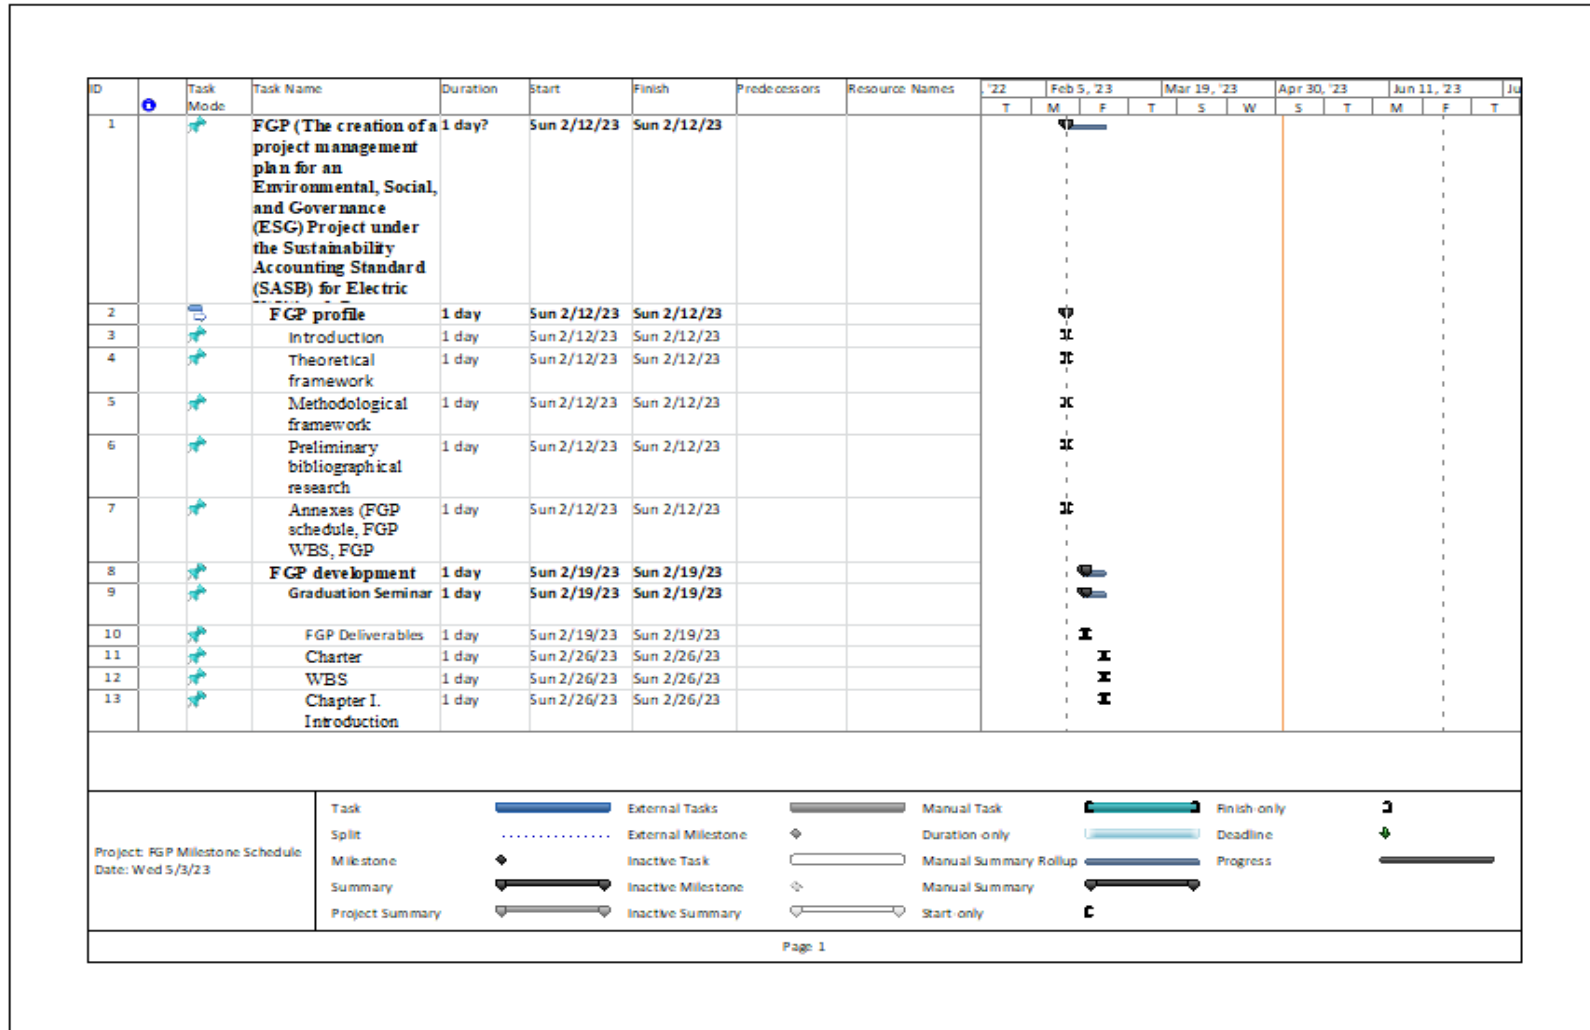 ID Task Mode Task Name Duration Start Finish Predecessors Resource Names , '22 Feb 5, '23 Mar 19, '23 Apr 30, '23 Jun 11, '23 Ju
T M F T S W S T M F T
1 FGP (The creation of a 1 day? Sun 2/12/23 Sun 2/12/23
project management
plan for an
Environmental, Social,
and Governance
(ESG) Project under
the Sustainability
Accounting Standard
(SASB) for Electric
2 FGP profile 1 day Sun 2/12/23 Sun 2/12/23
3 Introduction 1 day Sun 2/12/23 Sun 2/12/23
4 Theoretical 1 day Sun 2/12/23 Sun 2/12/23
framework
5 Methodological 1 day Sun 2/12/23 Sun 2/12/23
framework
6 Preliminary 1 day Sun 2/12/23 Sun 2/12/23
bibliographical
research
7 Annexes (FGP 1 day Sun 2/12/23 Sun 2/12/23
schedule, FGP
WBS, FGP
8 FGP development 1 day Sun 2/19/23 Sun 2/19/23
9 Graduation Seminar 1 day Sun 2/19/23 Sun 2/19/23
10 FGP Deliverables 1 day Sun 2/19/23 Sun 2/19/23
11 Charter 1 day Sun 2/26/23 Sun 2/26/23
12 WBS 1 day Sun 2/26/23 Sun 2/26/23
13 Chapter I. 1 day Sun 2/26/23 Sun 2/26/23
Introduction
Project: FGP Milestone Schedule
Date: Wed 5/3/23
Task External Tasks Manual Task Finish-only
Split External Milestone Duration-only Deadline
Milestone Inactive Task Manual Summary Rollup Progress
Summary Inactive Milestone Manual Summary
Project Summary Inactive Summary Start-only
Page 1